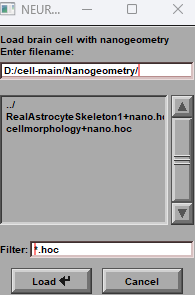 NEUR...
Load brain cell with nanogeometry
Enter filename:
D:/cell-main/Nanogeometry/
../
RealAstrocyteSkeleton1+nano.h
cellmorphology+nano.hoc
Filter: *.hoc
Load
Cancel